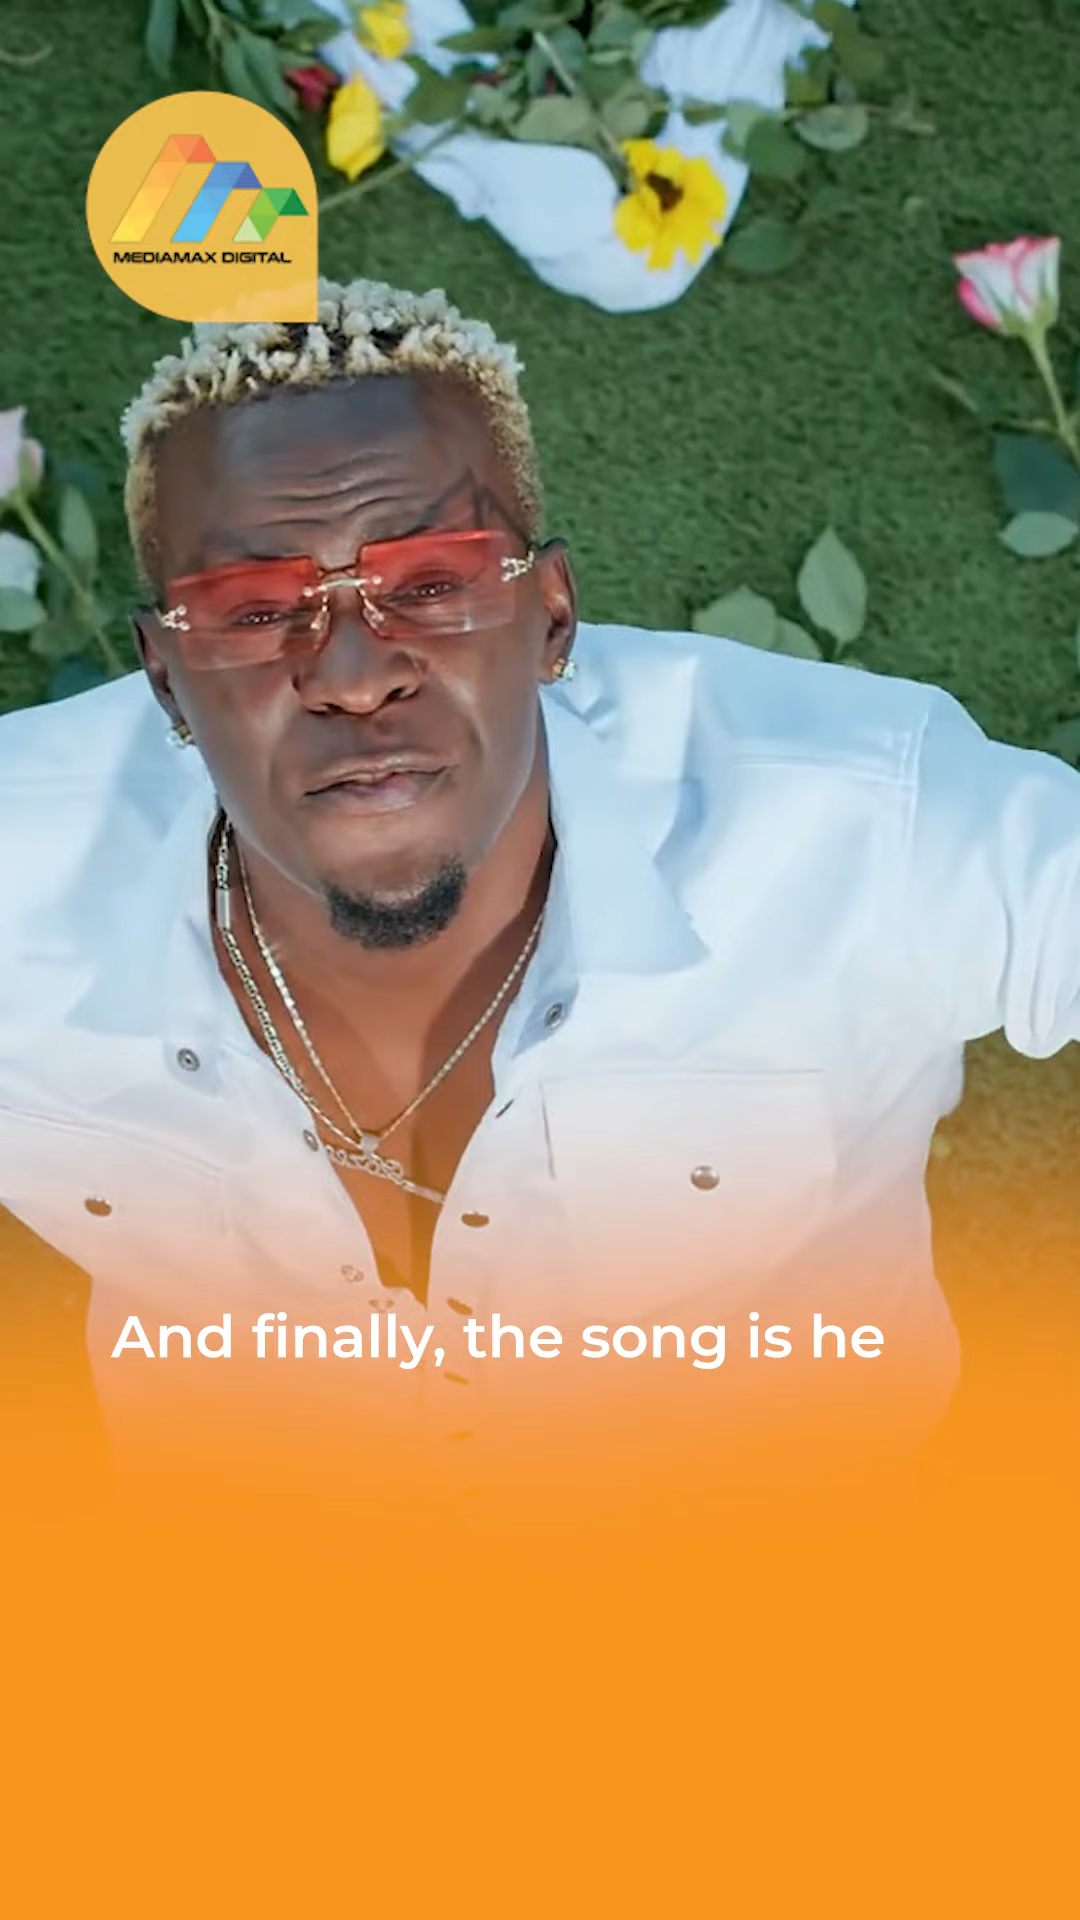 MEDIAMAX DIGITAL
And finally, the song is he